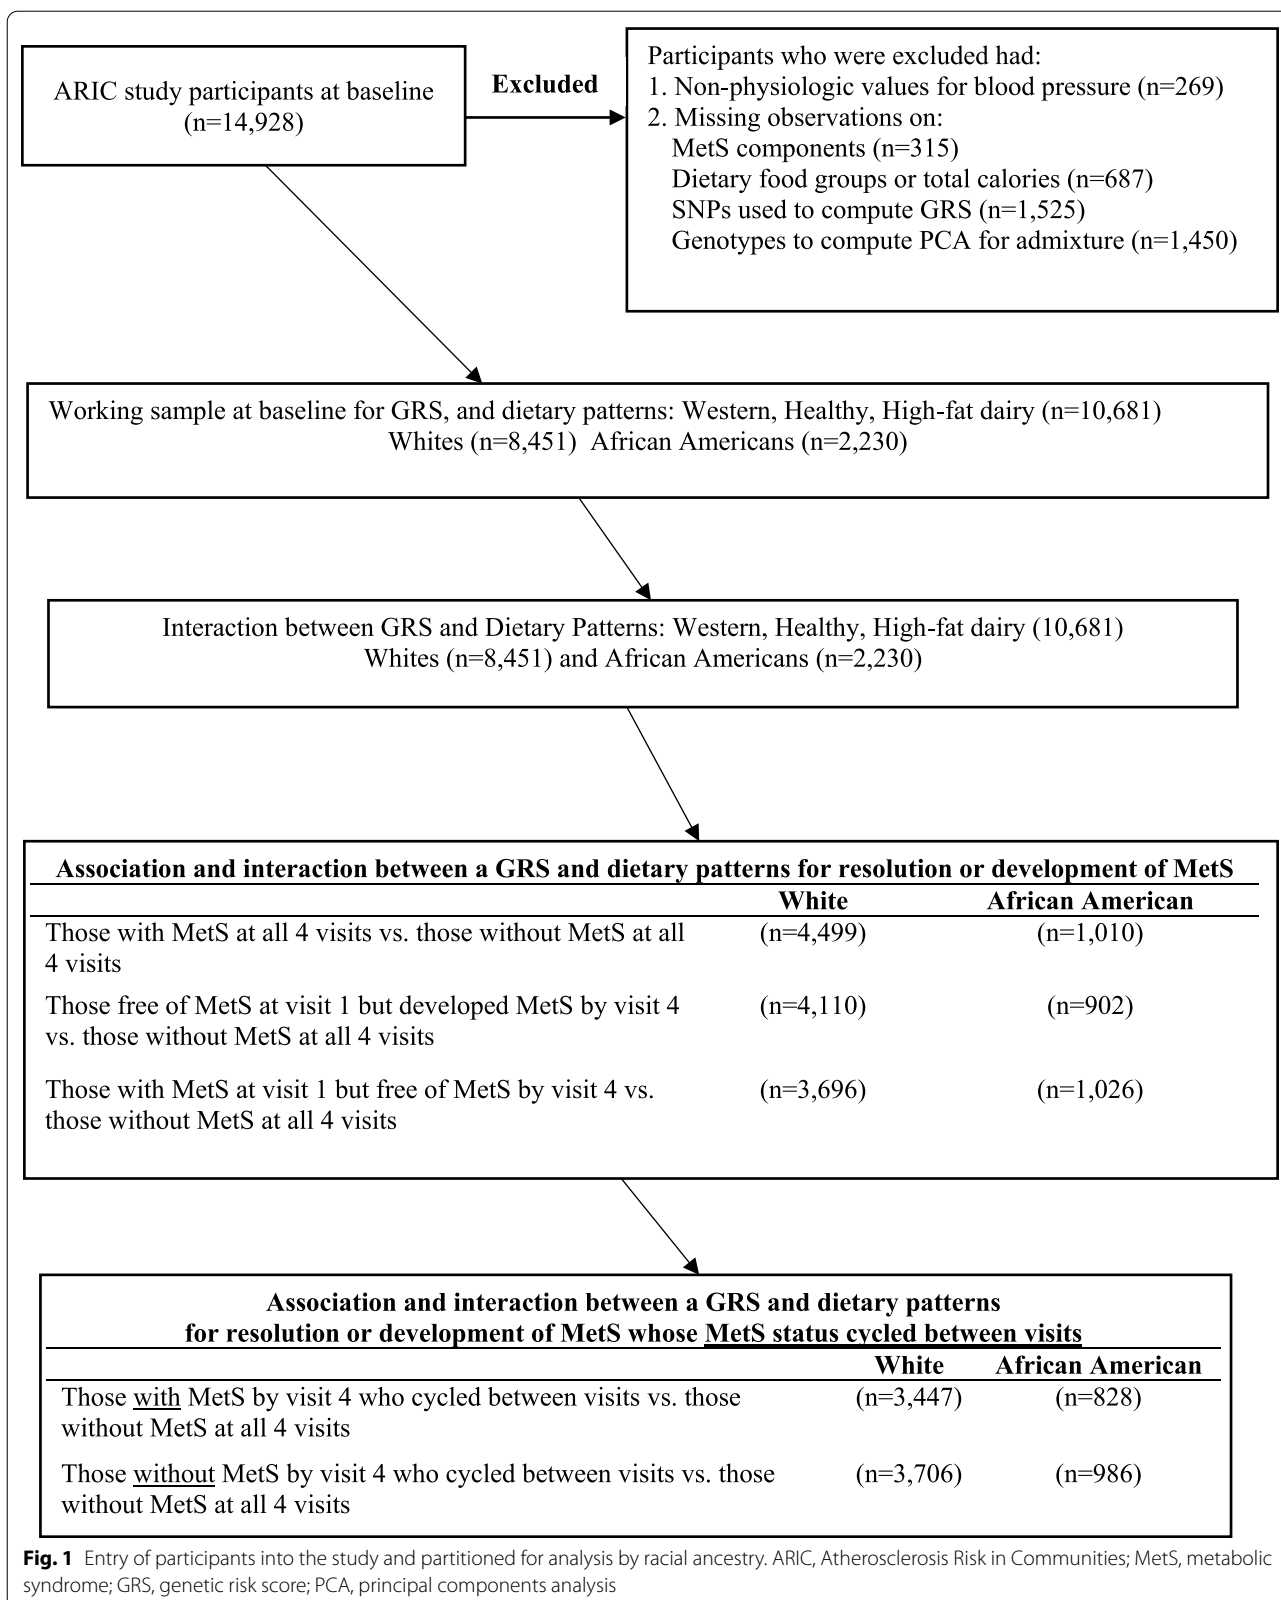 ARIC study participants at baseline
(n=14,928)
Excluded
Participants who were excluded had:
1. Non-physiologic values for blood pressure (n=269)
2. Missing observations on:
MetS components (n=315)
Dietary food groups or total calories (n=687)
SNPs used to compute GRS (n=1,525)
Genotypes to compute PCA for admixture (n=1,450)
Working sample at baseline for GRS, and dietary patterns: Western, Healthy, High-fat dairy (n=10,681)
Whites (n=8,451) African Americans (n=2,230)
Interaction between GRS and Dietary Patterns: Western, Healthy, High-fat dairy (10,681)
Whites (n=8,451) and African Americans (n=2,230)
Association and interaction between a GRS and dietary patterns for resolution or development of MetS
White African American
Those with MetS at all 4 visits vs. those without MetS at all (n=4,499) (n=1,010)
4 visits
Those free of MetS at visit 1 but developed MetS by visit 4 (n=4,110) (n=902)
vs. those without MetS at all 4 visits
Those with MetS at visit 1 but free of MetS by visit 4 vs. (n=3,696) (n=1,026)
those without MetS at all 4 visits
Association and interaction between a GRS and dietary patterns
for resolution or development of MetS whose MetS status cycled between visits
White African American
Those with MetS by visit 4 who cycled between visits vs. those (n=3,447) (n=828)
without MetS at all 4 visits
Those without MetS by visit 4 who cycled between visits vs. those (n=3,706) (n=986)
without MetS at all 4 visits
Fig. 1 Entry of participants into the study and partitioned for analysis by racial ancestry. ARIC, Atherosclerosis Risk in Communities; MetS, metabolic
syndrome; GRS, genetic risk score; PCA, principal components analysis